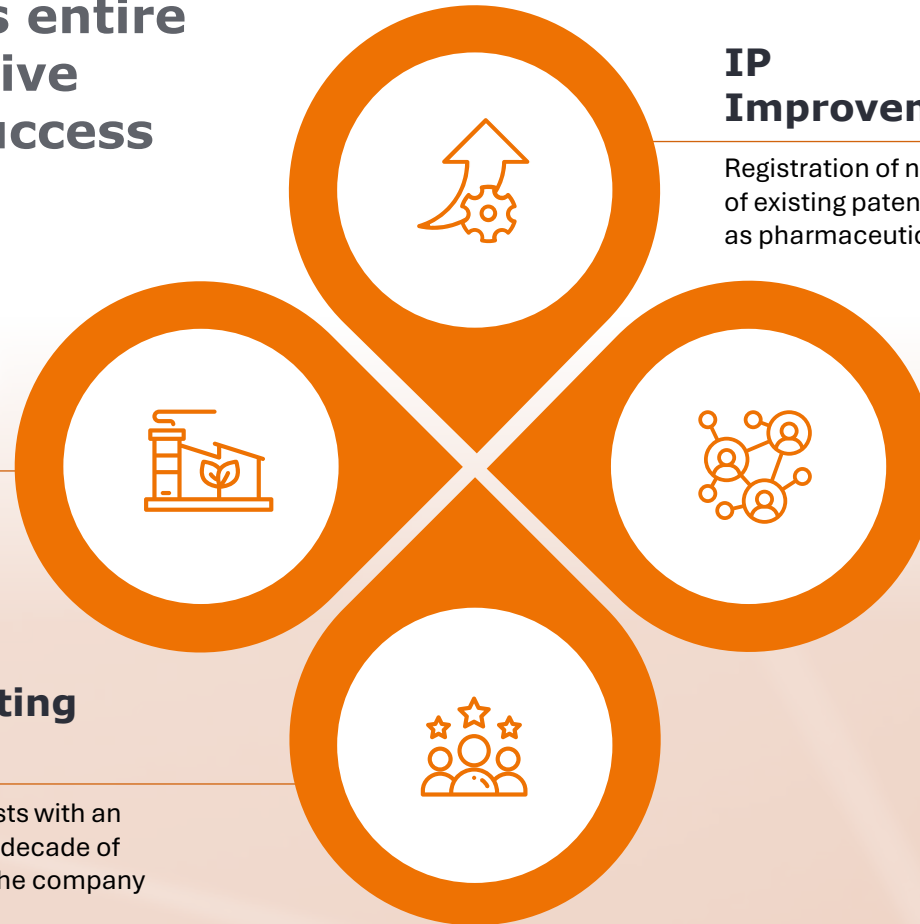 s entire
ive
uccess
IP
Improvem
Registration of n
of existing paten
as pharmaceutic
ting
sts with an
decade of
he company